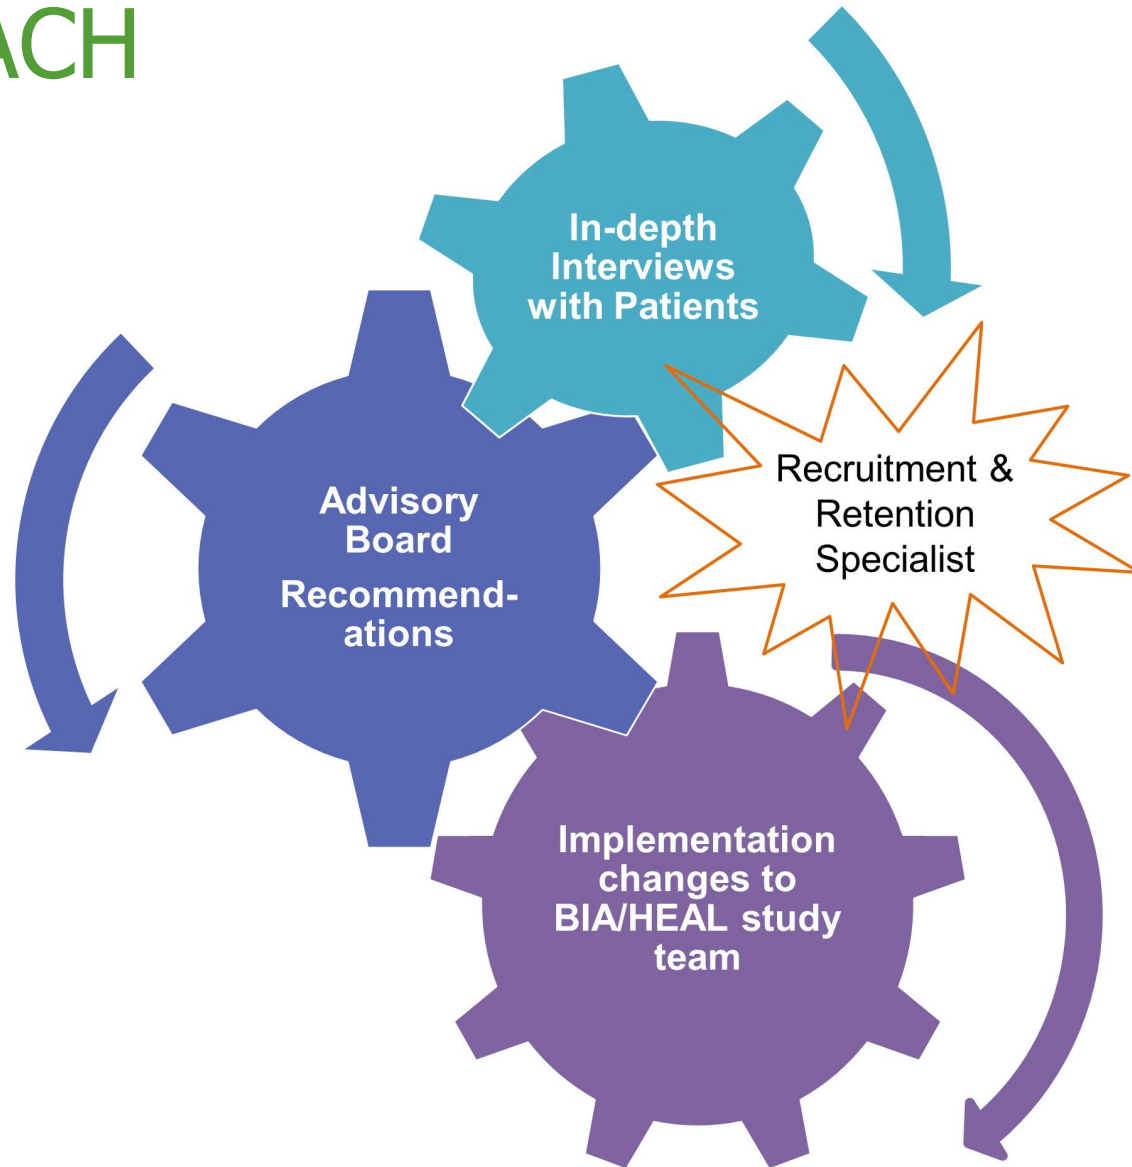 ACH
In-depth
Interviews
with Patients
Advisory
Board
Recommend-
ations
Recruitment &
Retention
Specialist
Implementation
changes to
BIA/HEAL study
team